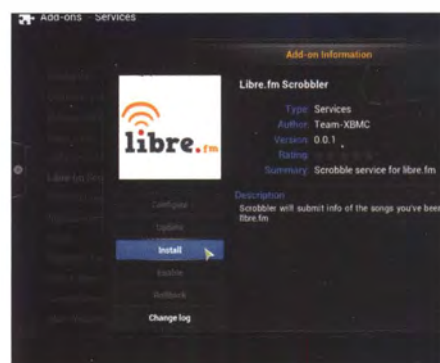 Add-ons Services
Add-on Information
Libre.fm Scrobbler
Type Services
Author Team-XBMC
Version 0.0.1
Rating
Summary Scrobble service for libre.fm
Description
Scrobbler will submit info of the songs you've been
libre.fm
libre.fm
Configure
Update
Install
Enable
Rollback
Change log